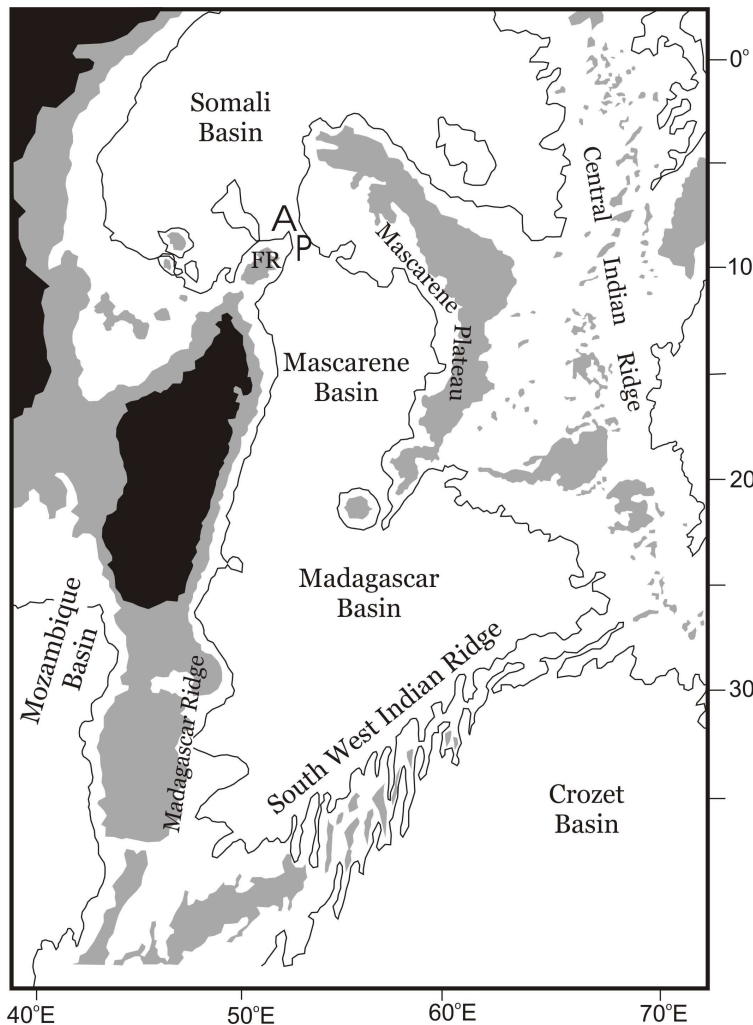 0°
Somali
Basin
Central
Indian
Ridge
AP
FR
Mascarene
Plateau
10
Mascarene
Basin
20
Madagascar
Basin
Mozambique
Basin
South West Indian Ridge
Madagascar Ridge
30
Crozet
Basin
40°E
50°E
60°E
70°E